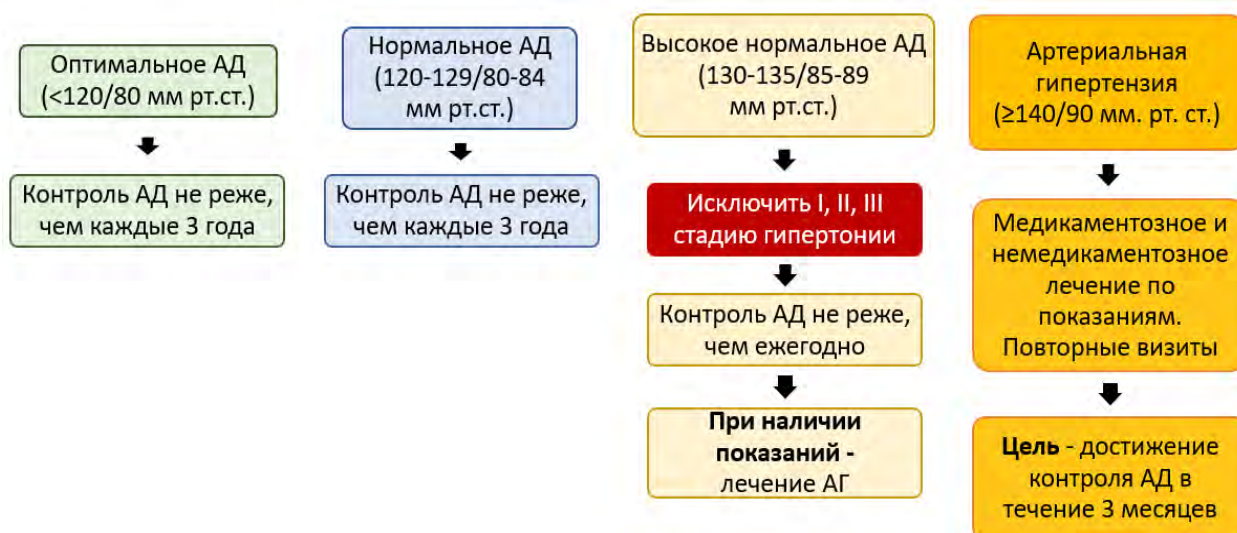 Оптимальное АД
(<120/80 мм рт.ст.)
Контроль АД не реже,
чем каждые 3 года
Нормальное АД
(120-129/80-84
мм рт.ст.)
Контроль АД не реже,
чем каждые 3 года
Высокое нормальное АД
(130-135/85-89
мм рт.ст.)
Исключить I, II, III
стадию гипертонии
Контроль АД не реже,
чем ежегодно
При наличии
показаний -
лечение АГ
Артериальная
гипертензия
(≥140/90 мм. рт. ст.)
Медикаментозное и
немедикаментозное
лечение по
показаниям.
Повторные визиты
Цель - достижение
контроля АД в
течение 3 месяцев